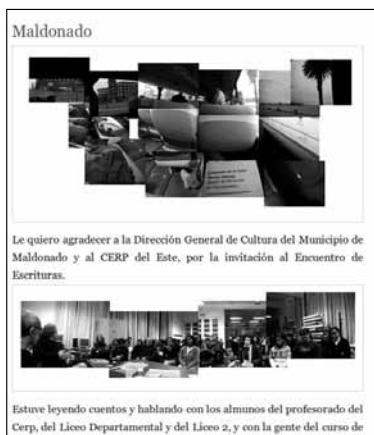 Maldonado
Le quiero agradecer a la Dirección General de Cultura del Municipio de
Maldonado y al CERP del Este, por la invitación al Encuentro de
Escrituras.
Estuve leyendo cuentos y hablando con los almunos del profesorado del
Cerp, del Liceo Departamental y del Liceo 2, y con la gente del curso de